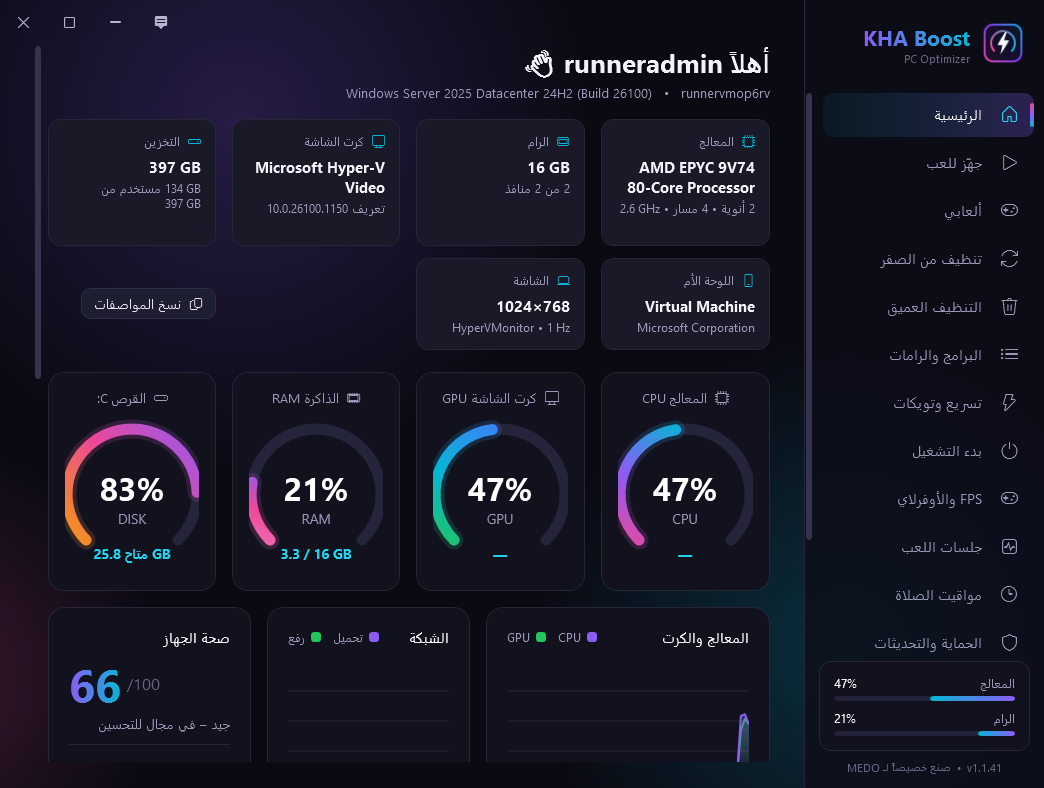 KHA Boost
PC Optimizer
الرئيسية
جهّز للعب
ألعابي
تنظيف من الصفر
التنظيف العميق
البرامج والرامات
تسريع وتويكات
بدء التشغيل
FPS والأوفرلاي
جلسات اللعب
مواقيت الصلاة
الحماية والتحديثات
المعالج 47%
الرام 21%
v1.1.41 • صنع خصيصاً لـ MEDO
أهلاً runneradmin
runnervmop6rv • Windows Server 2025 Datacenter 24H2 (Build 26100)
المعالج
AMD EPYC 9V74
80-Core Processor
2 أنوية • 4 مسار • 2.6 GHz
الرام
16 GB
2 من 2 منافذ
كرت الشاشة
Microsoft Hyper-V
Video
تعريف 10.0.26100.1150
التخزين
397 GB
134 GB مستخدم من
397 GB
اللوحة الأم
Virtual Machine
Microsoft Corporation
الشاشة
1024×768
HyperVMonitor • 1 Hz
نسخ المواصفات
المعالج CPU
47%
CPU
—
كرت الشاشة GPU
47%
GPU
—
الذاكرة RAM
21%
RAM
3.3 / 16 GB
القرص C:
83%
DISK
25.8 متاح GB
المعالج والكرت
CPU
GPU
الشبكة
تحميل
رفع
صحة الجهاز
66 /100
جيد – في مجال للتحسين